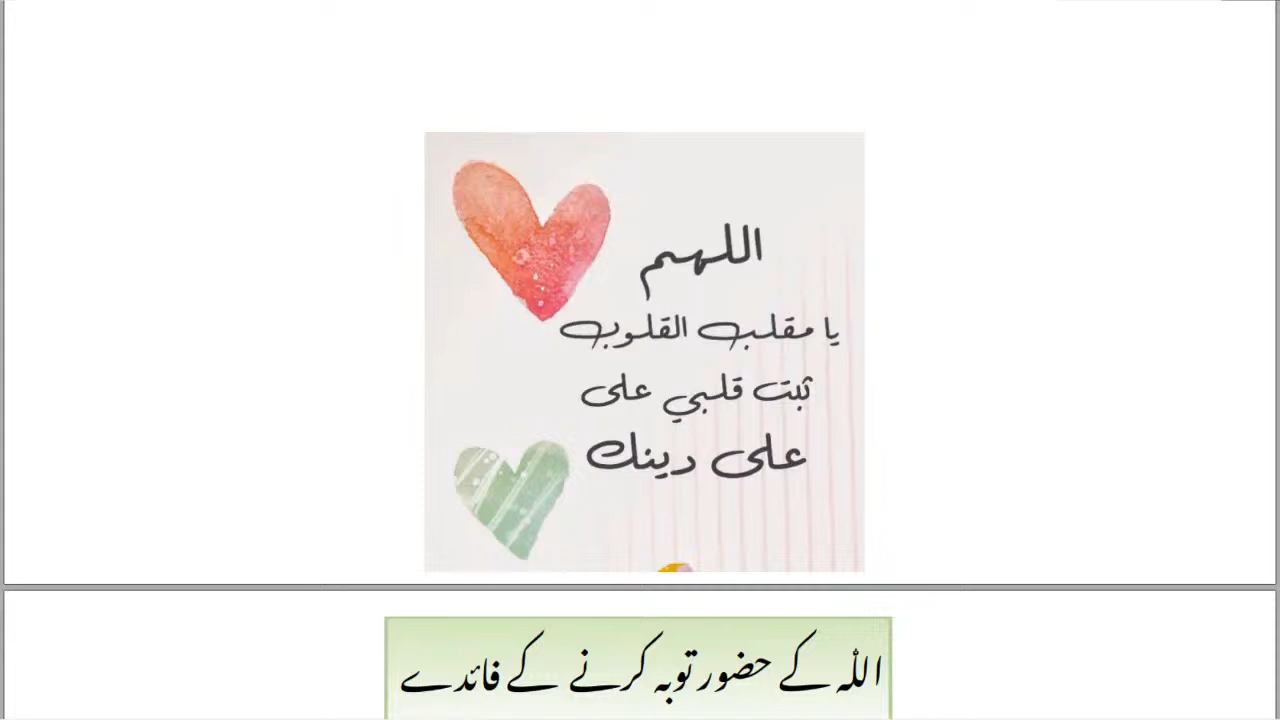 اللهم
يا مقلب القلوب
ثبت قلبي على
على دينك
اللہ کے حضور توبہ کرنے کے فائدے